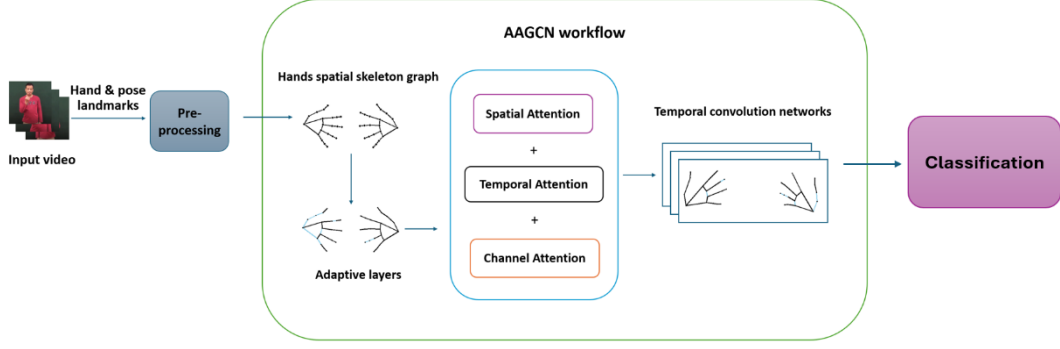 AAGCN workflow
Hand & pose
landmarks
Input video
Pre-
processing
Hands spatial skeleton graph
Adaptive layers
Spatial Attention
+
Temporal Attention
+
Channel Attention
Temporal convolution networks
Classification